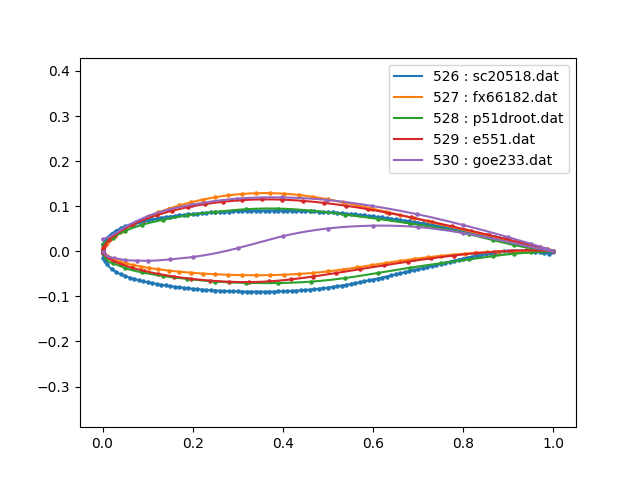 0.4
0.3
0.2
0.1
0.0
−0.1
−0.2
−0.3
0.0 0.2 0.4 0.6 0.8 1.0
526 : sc20518.dat
527 : fx66182.dat
528 : p51droot.dat
529 : e551.dat
530 : goe233.dat